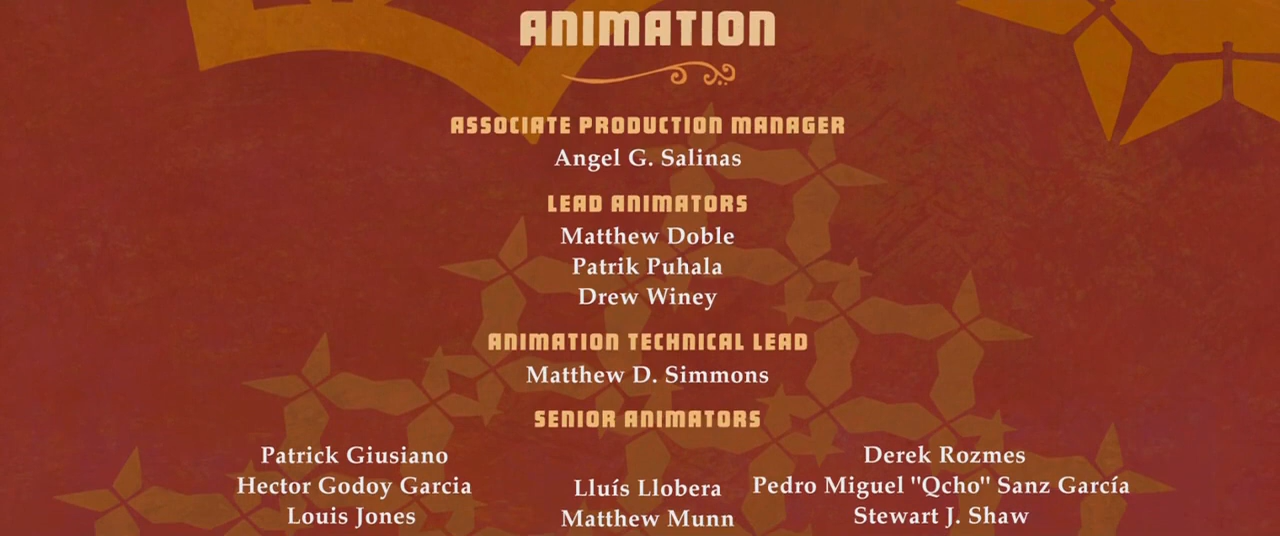 ANIMATION
ASSOCIATE PRODUCTION MANAGER
Angel G. Salinas
LEAD ANIMATORS
Matthew Doble
Patrik Puhala
Drew Winey
ANIMATION TECHNICAL LEAD
Matthew D. Simmons
SENIOR ANIMATORS
Patrick Giusiano
Hector Godoy Garcia
Louis Jones
Lluís Llobera
Matthew Munn
Derek Rozmes
Pedro Miguel "Qcho" Sanz García
Stewart J. Shaw